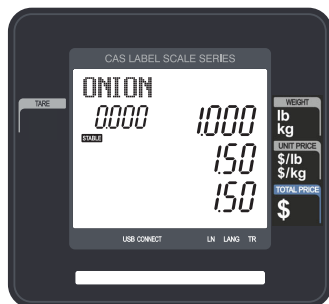 CAS LABEL SCALE SERIES
ONION
TARE
0.000
1.000
WEIGHT
lb
kg
STABLE
1.50
UNIT PRICE
$/lb
$/kg
1.50
TOTAL PRICE
$
USB CONNECT LN LANG TR